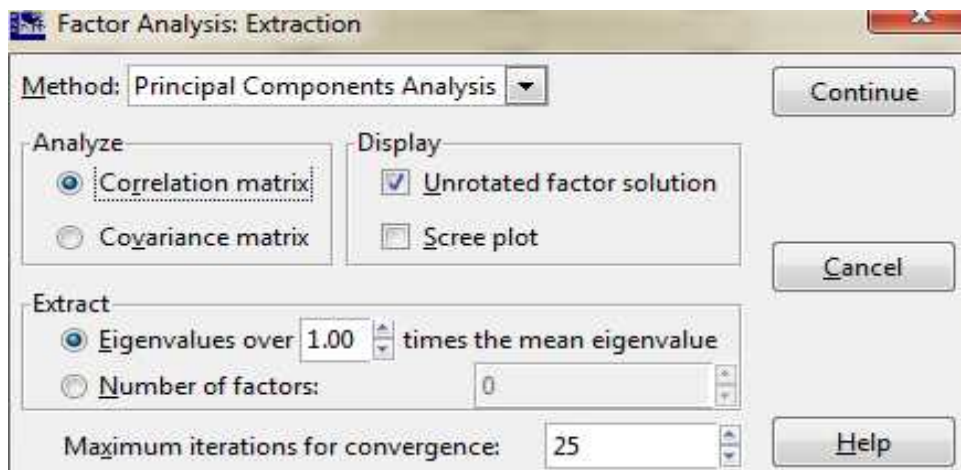 Factor Analysis: Extraction
Method: Principal Components Analysis
Continue
Analyze
Display
Correlation matrix
Unrotated factor solution
Covariance matrix
Scree plot
Cancel
Extract
Eigenvalues over 1.00 times the mean eigenvalue
Number of factors: 0
Maximum iterations for convergence: 25
Help